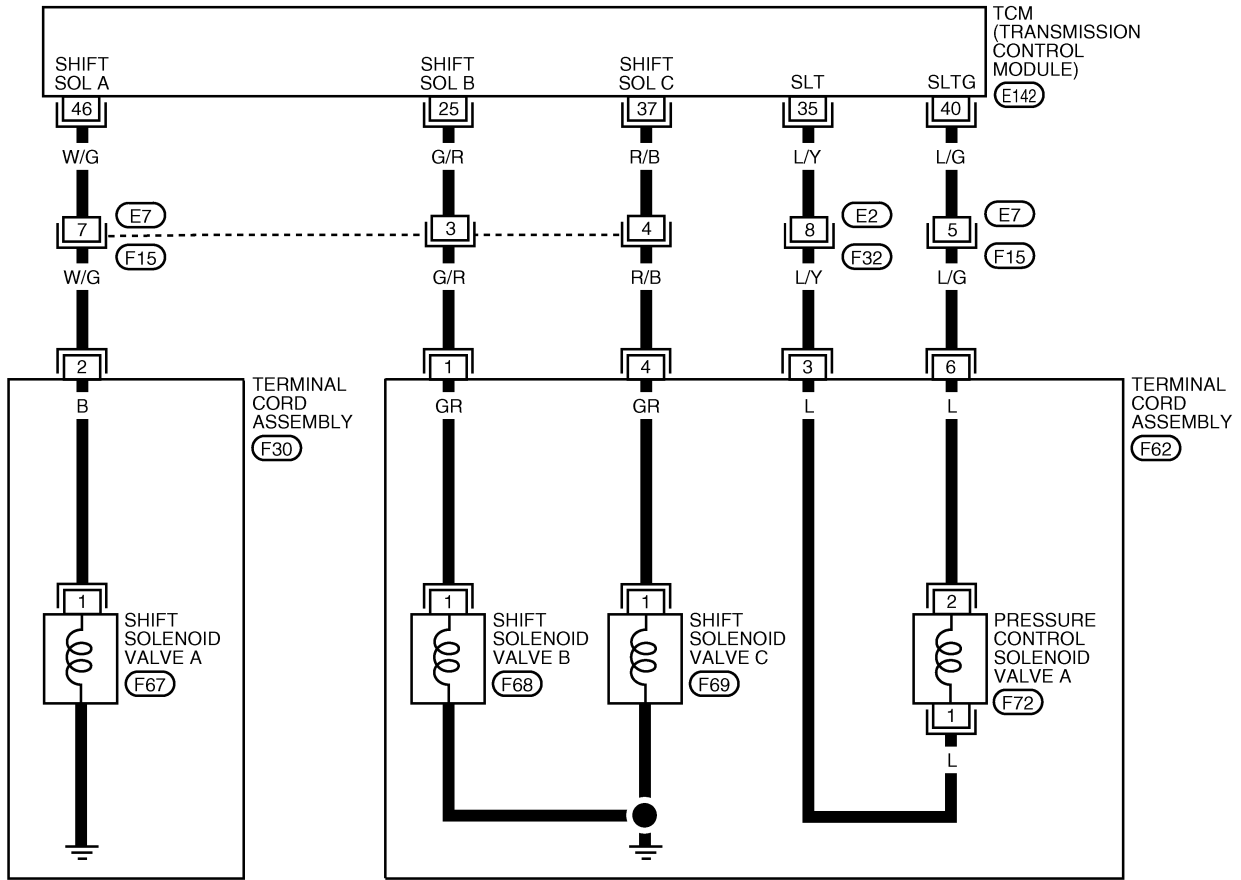 TCM
(TRANSMISSION
CONTROL
MODULE)
E142
SHIFT
SOL A
SHIFT
SOL B
SHIFT
SOL C
SLT
SLTG
46
25
37
35
40
W/G
G/R
R/B
L/Y
L/G
7
E7
F15
3
4
8
E2
F32
5
E7
F15
W/G
G/R
R/B
L/Y
L/G
2
1
4
3
6
B
GR
GR
L
L
TERMINAL
CORD
ASSEMBLY
F30
TERMINAL
CORD
ASSEMBLY
F62
1
SHIFT
SOLENOID
VALVE A
F67
1
SHIFT
SOLENOID
VALVE B
F68
1
SHIFT
SOLENOID
VALVE C
F69
2
PRESSURE
CONTROL
SOLENOID
VALVE A
F72
1
L